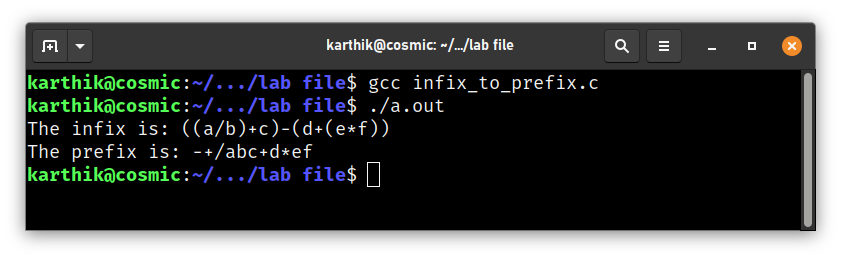 karthik@cosmic: ~/.../lab file
karthik@cosmic:~/.../lab file$ gcc infix_to_prefix.c
karthik@cosmic:~/.../lab file$ ./a.out
The infix is: ((a/b)+c)-(d+(e*f))
The prefix is: -+/abc+d*ef
karthik@cosmic:~/.../lab file$